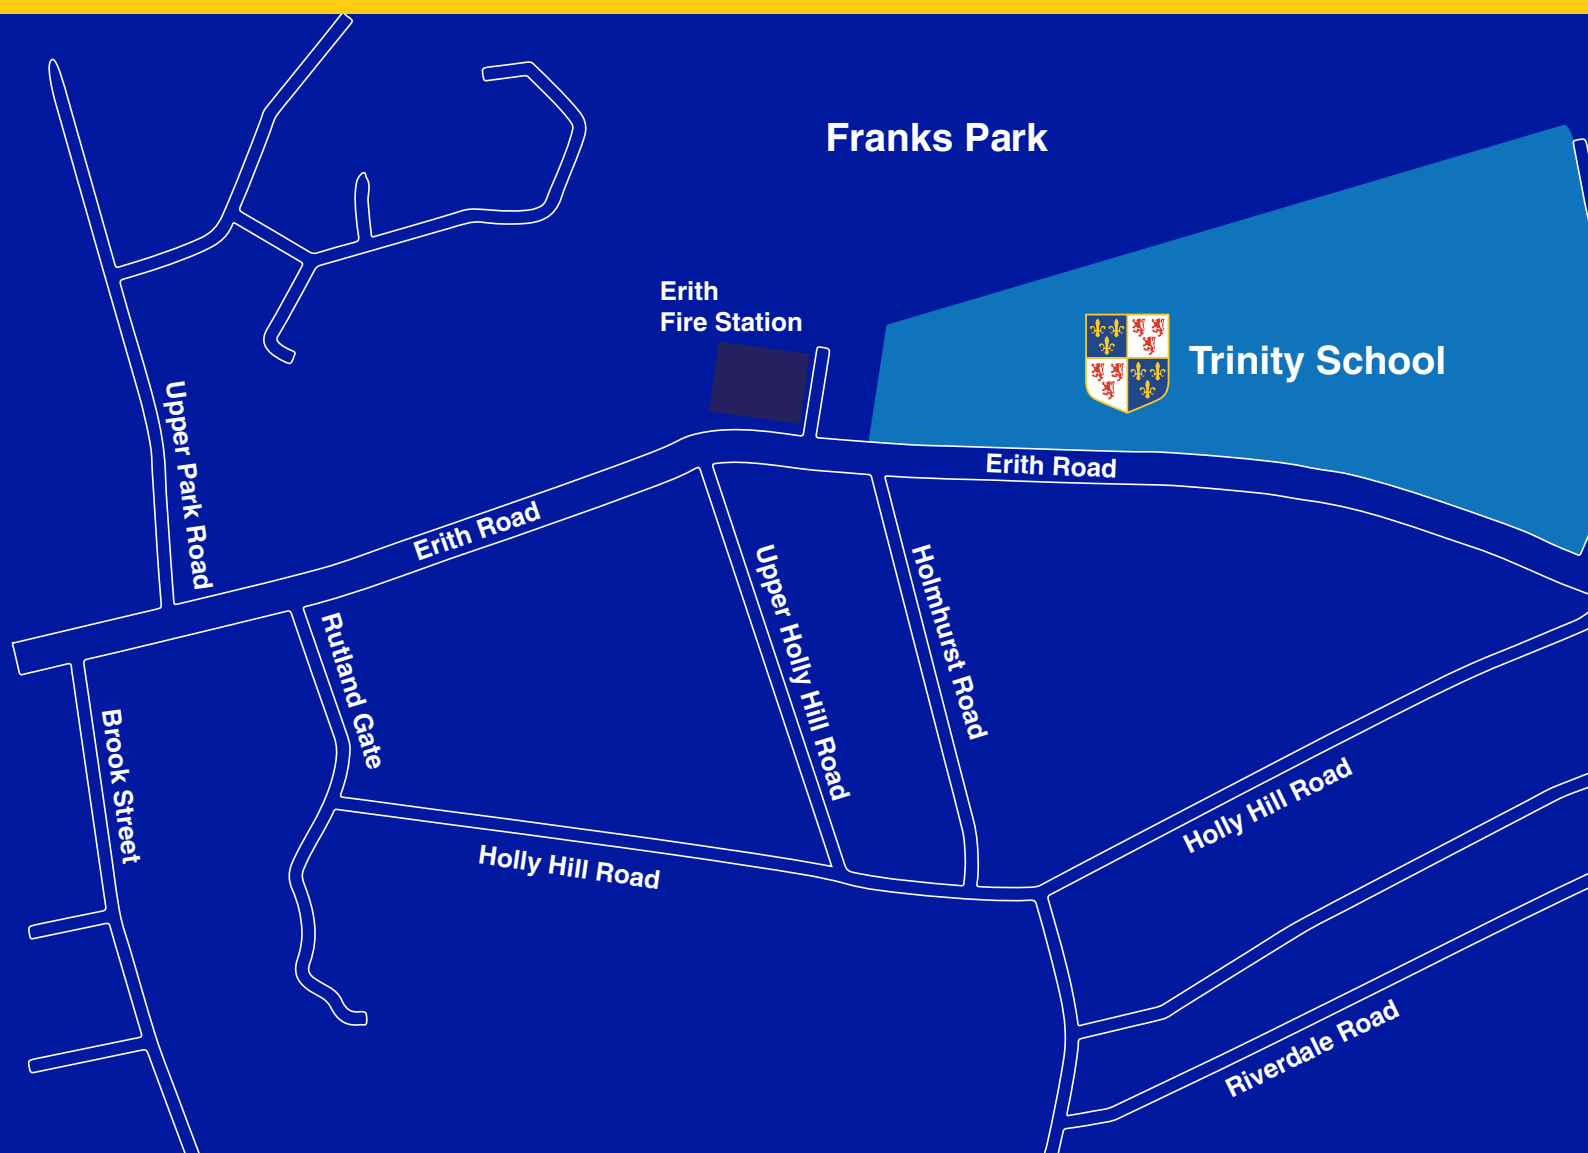 Franks Park
Erith
Fire Station
Trinity School
Upper Park Road
Erith Road
Erith Road
Rutland Gate
Upper Holly Hill Road
Holmhurst Road
Brook Street
Holly Hill Road
Holly Hill Road
Riverdale Road